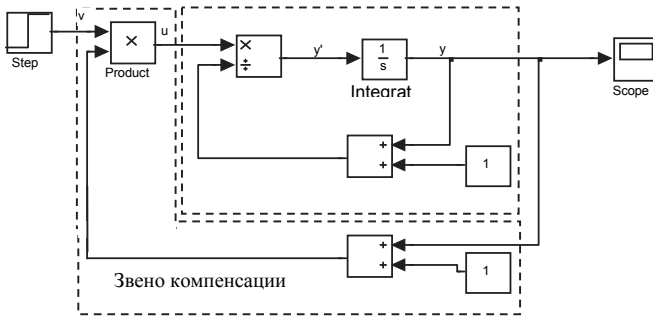 v
Step
×
Product
u
×
÷
y'
1
s
Integrat
y
Scope
+
+
1
+
+
1
Звено компенсации